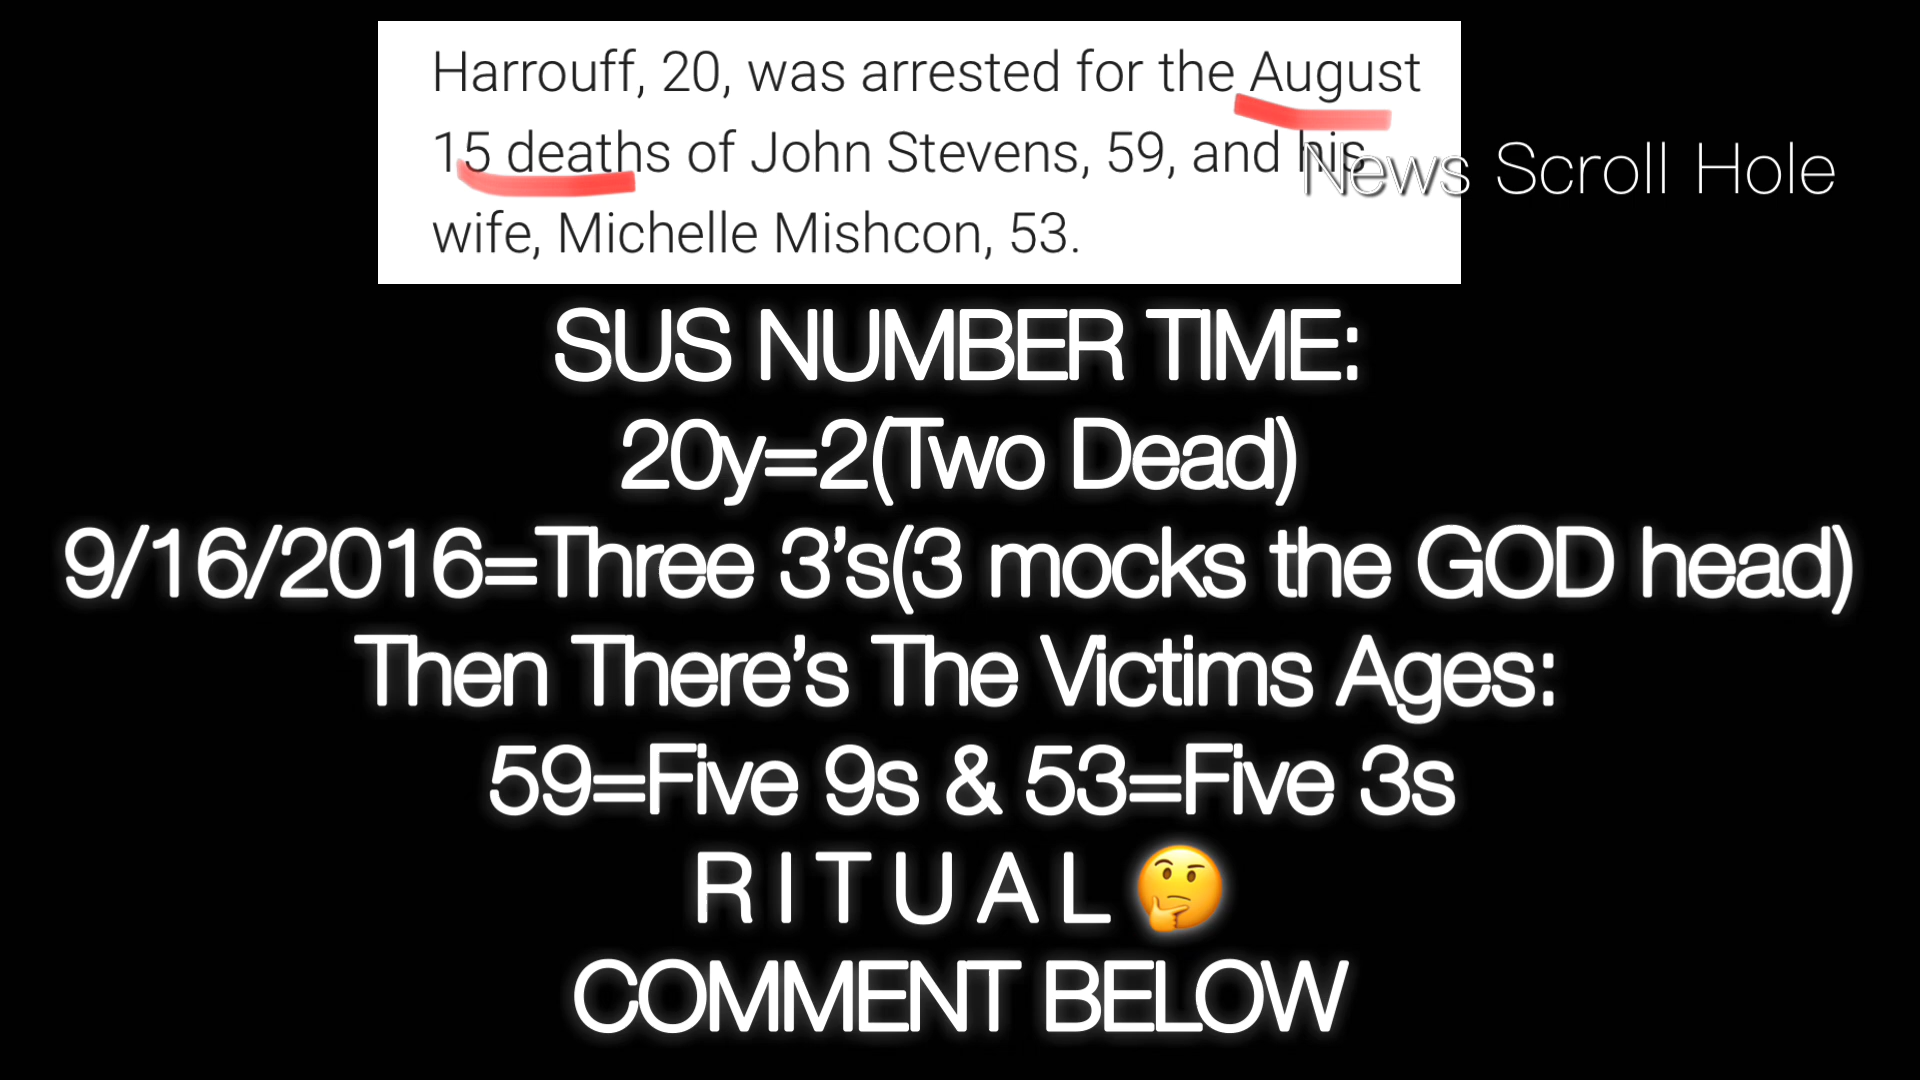 Harrouff, 20, was arrested for the August
15 deaths of John Stevens, 59, and his
wife, Michelle Mishcon, 53.
News Scroll Hole
SUS NUMBER TIME:
20y=2(Two Dead)
9/16/2016=Three 3’s(3 mocks the GOD head)
Then There’s The Victims Ages:
59=Five 9s & 53=Five 3s
R I T U A L 🤔
COMMENT BELOW